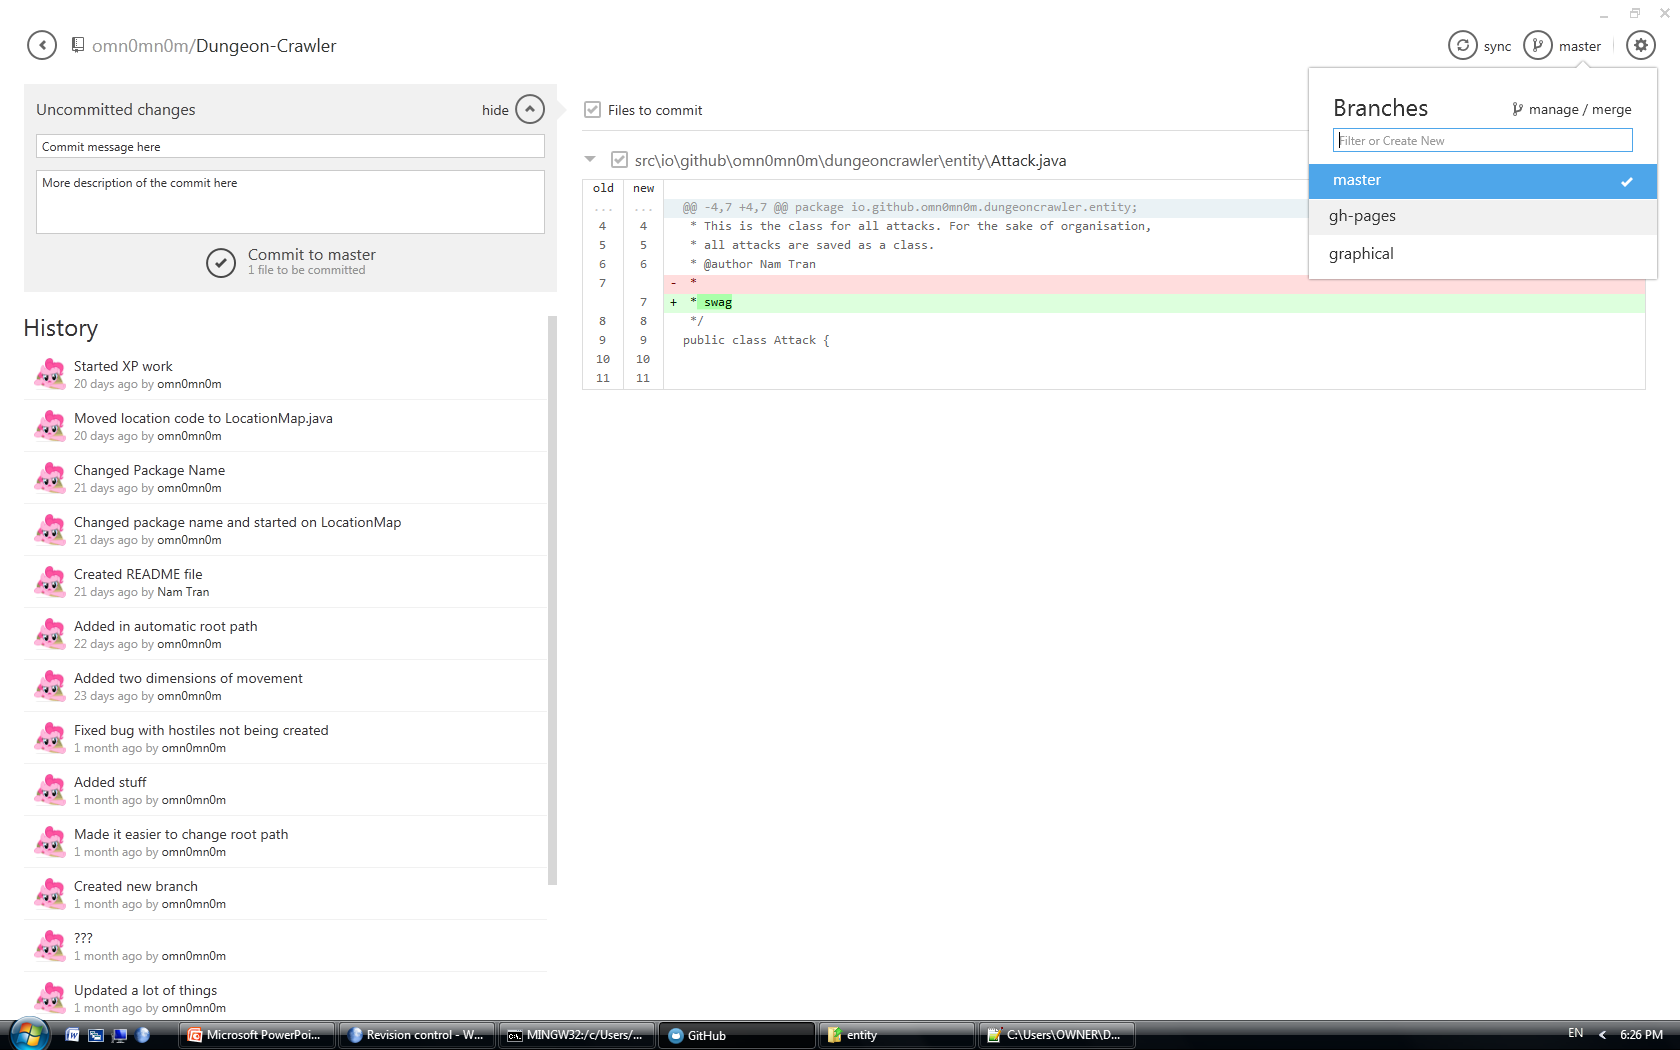 omn0mn0m/Dungeon-Crawler
sync
master
Uncommitted changes
hide
Commit message here
More description of the commit here
Commit to master
1 file to be committed
History
Started XP work
20 days ago by omn0mn0m
Moved location code to LocationMap.java
20 days ago by omn0mn0m
Changed Package Name
21 days ago by omn0mn0m
Changed package name and started on LocationMap
21 days ago by omn0mn0m
Created README file
21 days ago by Nam Tran
Added in automatic root path
22 days ago by omn0mn0m
Added two dimensions of movement
23 days ago by omn0mn0m
Fixed bug with hostiles not being created
1 month ago by omn0mn0m
Added stuff
1 month ago by omn0mn0m
Made it easier to change root path
1 month ago by omn0mn0m
Created new branch
1 month ago by omn0mn0m
???
1 month ago by omn0mn0m
Updated a lot of things
1 month ago by omn0mn0m
Files to commit
src\io\github\omn0mn0m\dungeoncrawler\entity\Attack.java
old new
... ... @@ -4,7 +4,7 @@ package io.github.omn0mn0m.dungeoncrawler.entity;
4 4 * This is the class for all attacks. For the sake of organisation,
5 5 * all attacks are saved as a class.
6 6 * @author Nam Tran
7 - *
7 + * swag
8 8 */
9 9 public class Attack {
10 10
11 11
Branches
manage / merge
Filter or Create New
master
gh-pages
graphical
Microsoft PowerPoi...
Revision control - W...
MINGW32:/c/Users/...
GitHub
entity
C:\Users\OWNER\D...
EN
6:26 PM